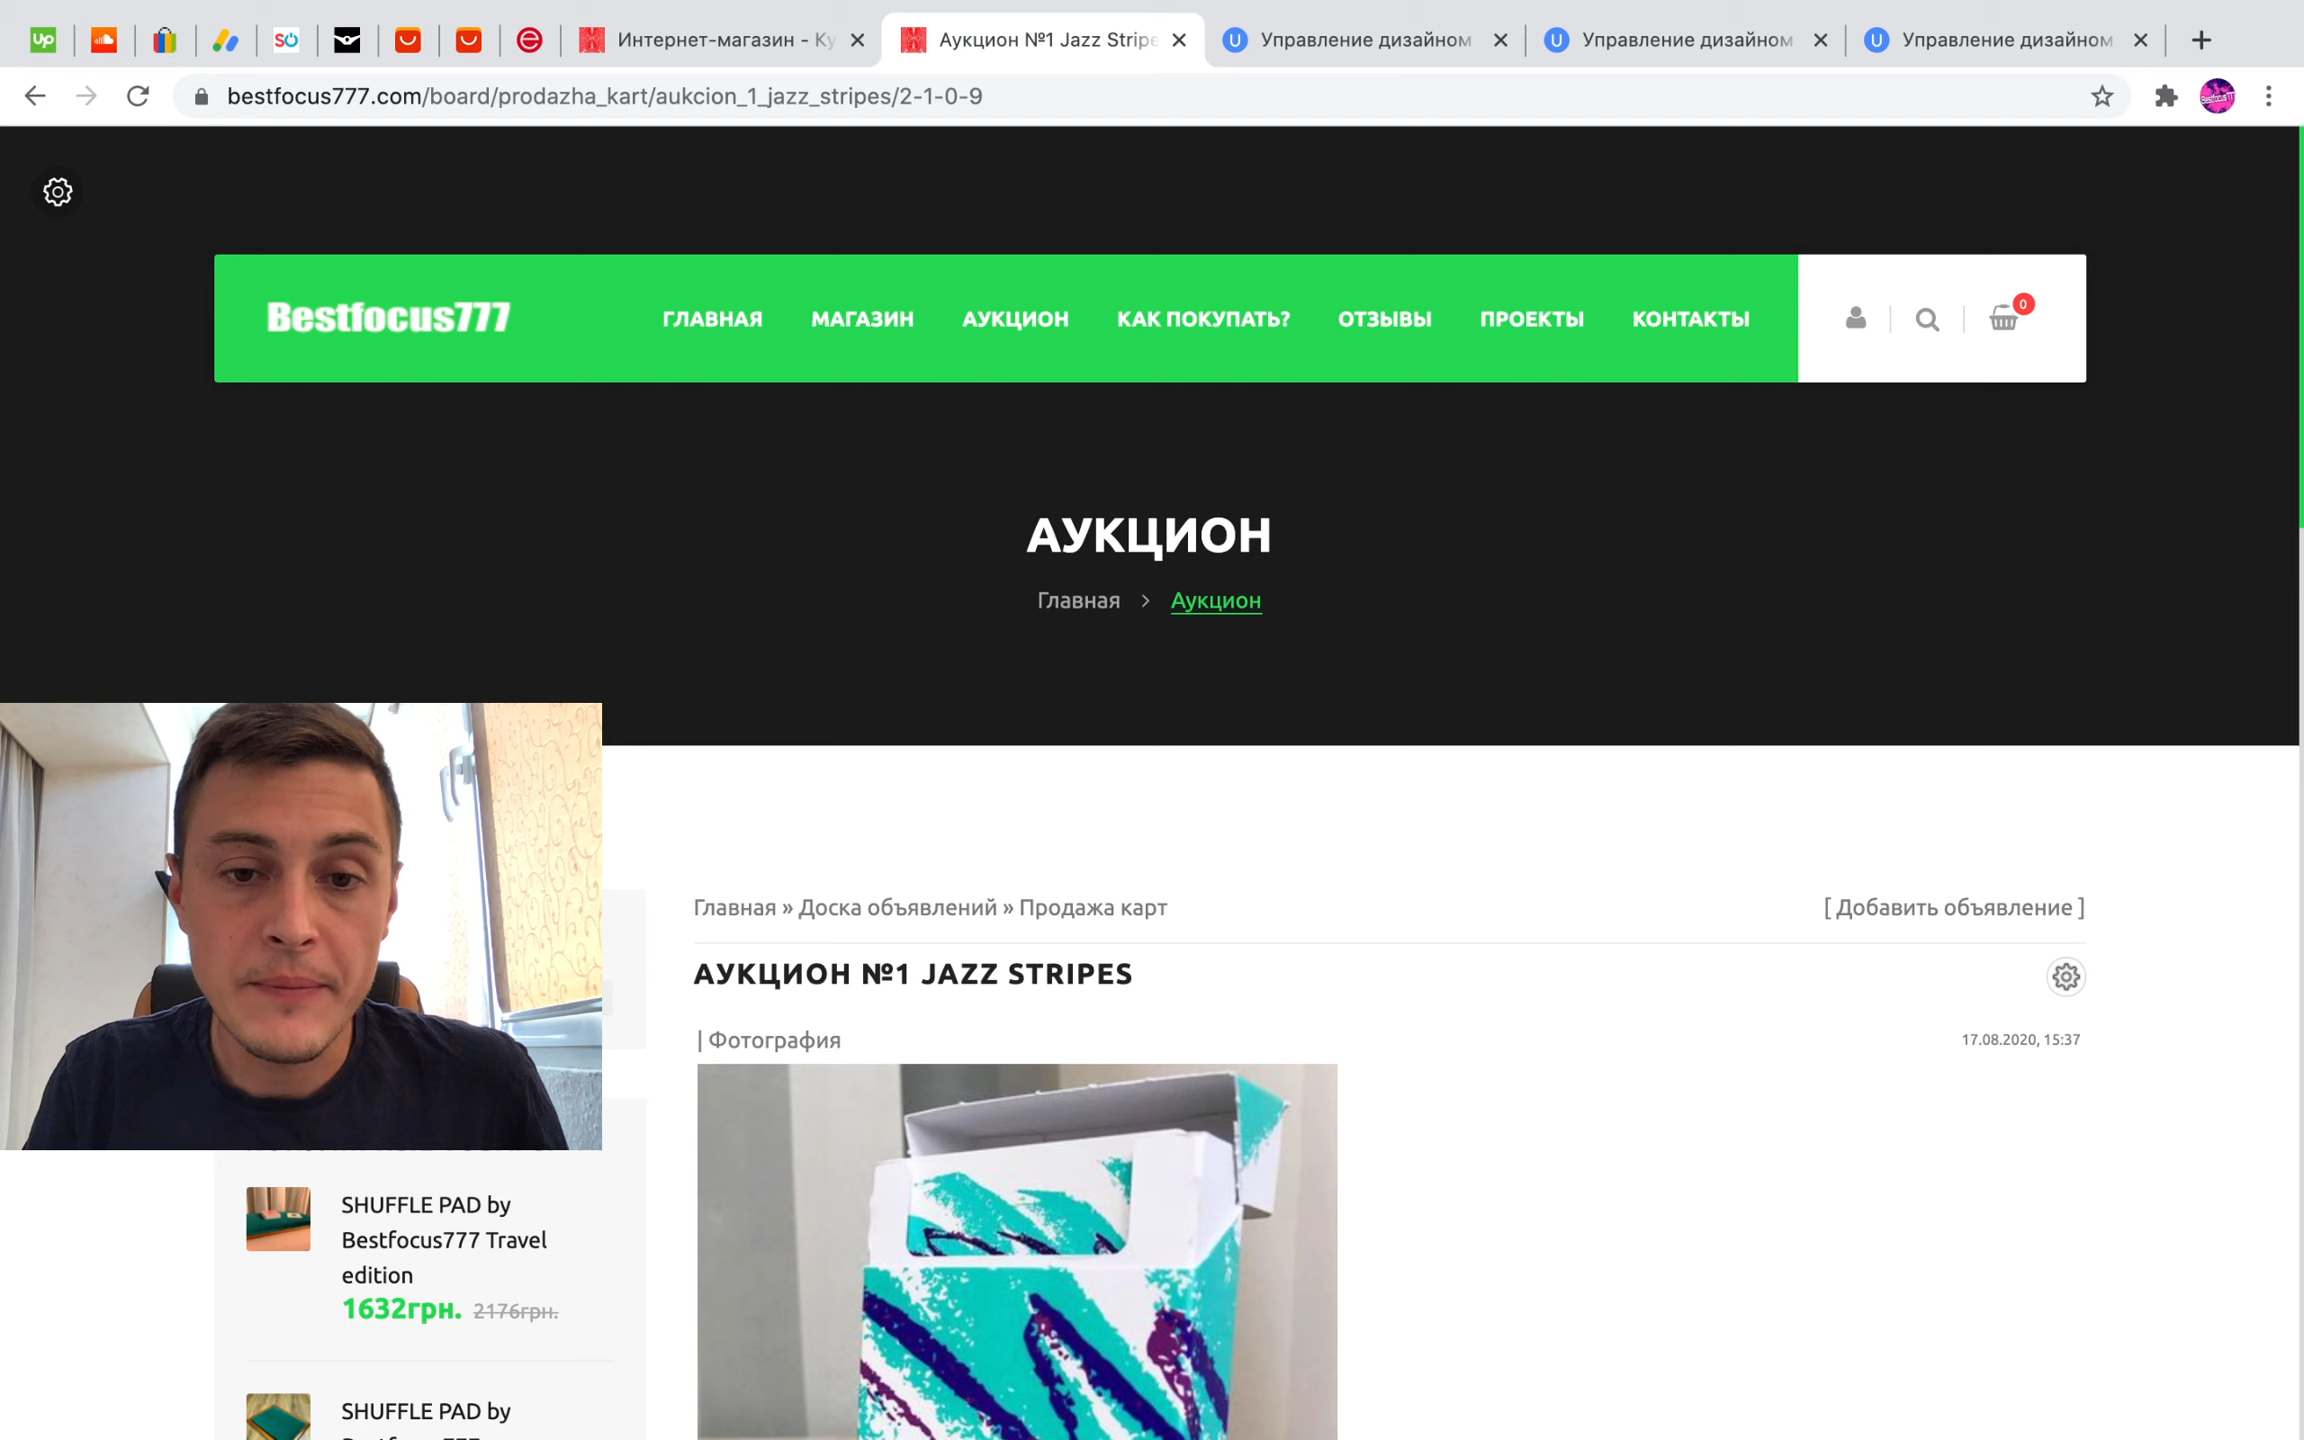 Интернет-магазин - Ку
Аукцион №1 Jazz Stripe
Управление дизайном
Управление дизайном
Управление дизайном
bestfocus777.com/board/prodazha_kart/aukcion_1_jazz_stripes/2-1-0-9
Bestfocus777
ГЛАВНАЯ
МАГАЗИН
АУКЦИОН
КАК ПОКУПАТЬ?
ОТЗЫВЫ
ПРОЕКТЫ
КОНТАКТЫ
0
АУКЦИОН
Главная > Аукцион
Главная » Доска объявлений » Продажа карт
[ Добавить объявление ]
АУКЦИОН №1 JAZZ STRIPES
| Фотография
17.08.2020, 15:37
SHUFFLE PAD by
Bestfocus777 Travel
edition
1632грн. 2176грн.
SHUFFLE PAD by